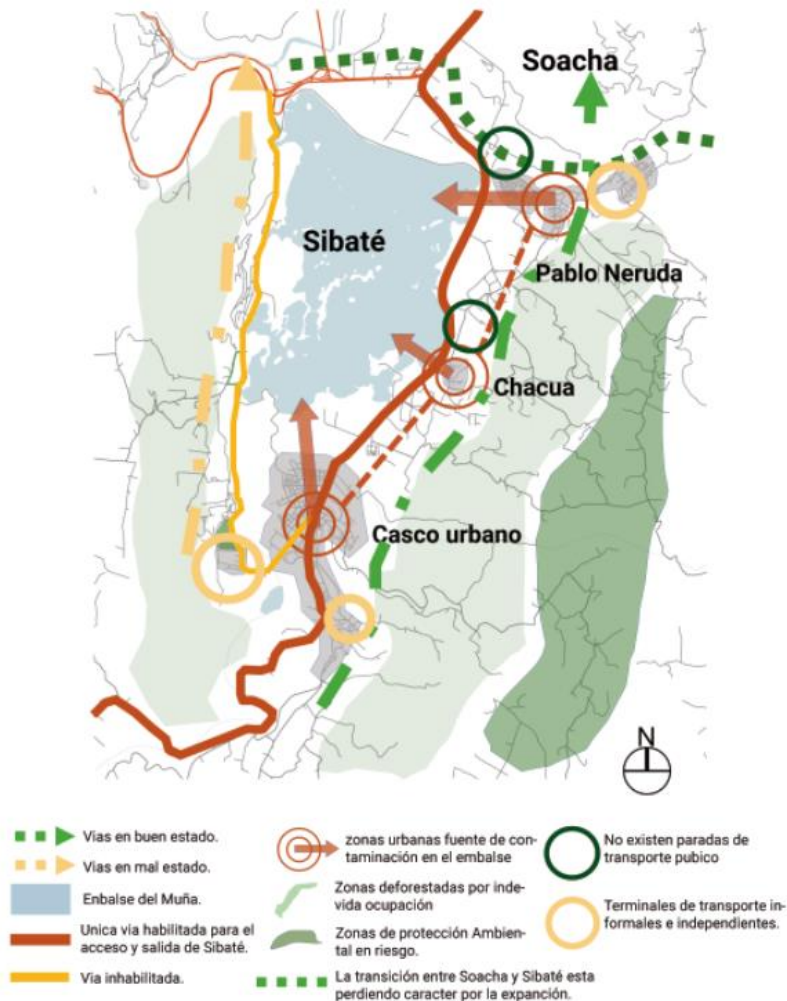 Soacha
Sibaté
Pablo Neruda
Chacua
Casco urbano
N
Vias en buen estado.
Vias en mal estado.
Enbalse del Muña.
Unica via habilitada para el
acceso y salida de Sibaté.
Via inhabilitada.
zonas urbanas fuente de con-
taminación en el embalse
Zonas deforestadas por inde-
vida ocupación
Zonas de protección Ambien-
tal en riesgo.
La transición entre Soacha y Sibaté esta
perdiendo caracter por la expanción.
No existen paradas de
transporte pubico
Terminales de transporte in-
formales e independientes.